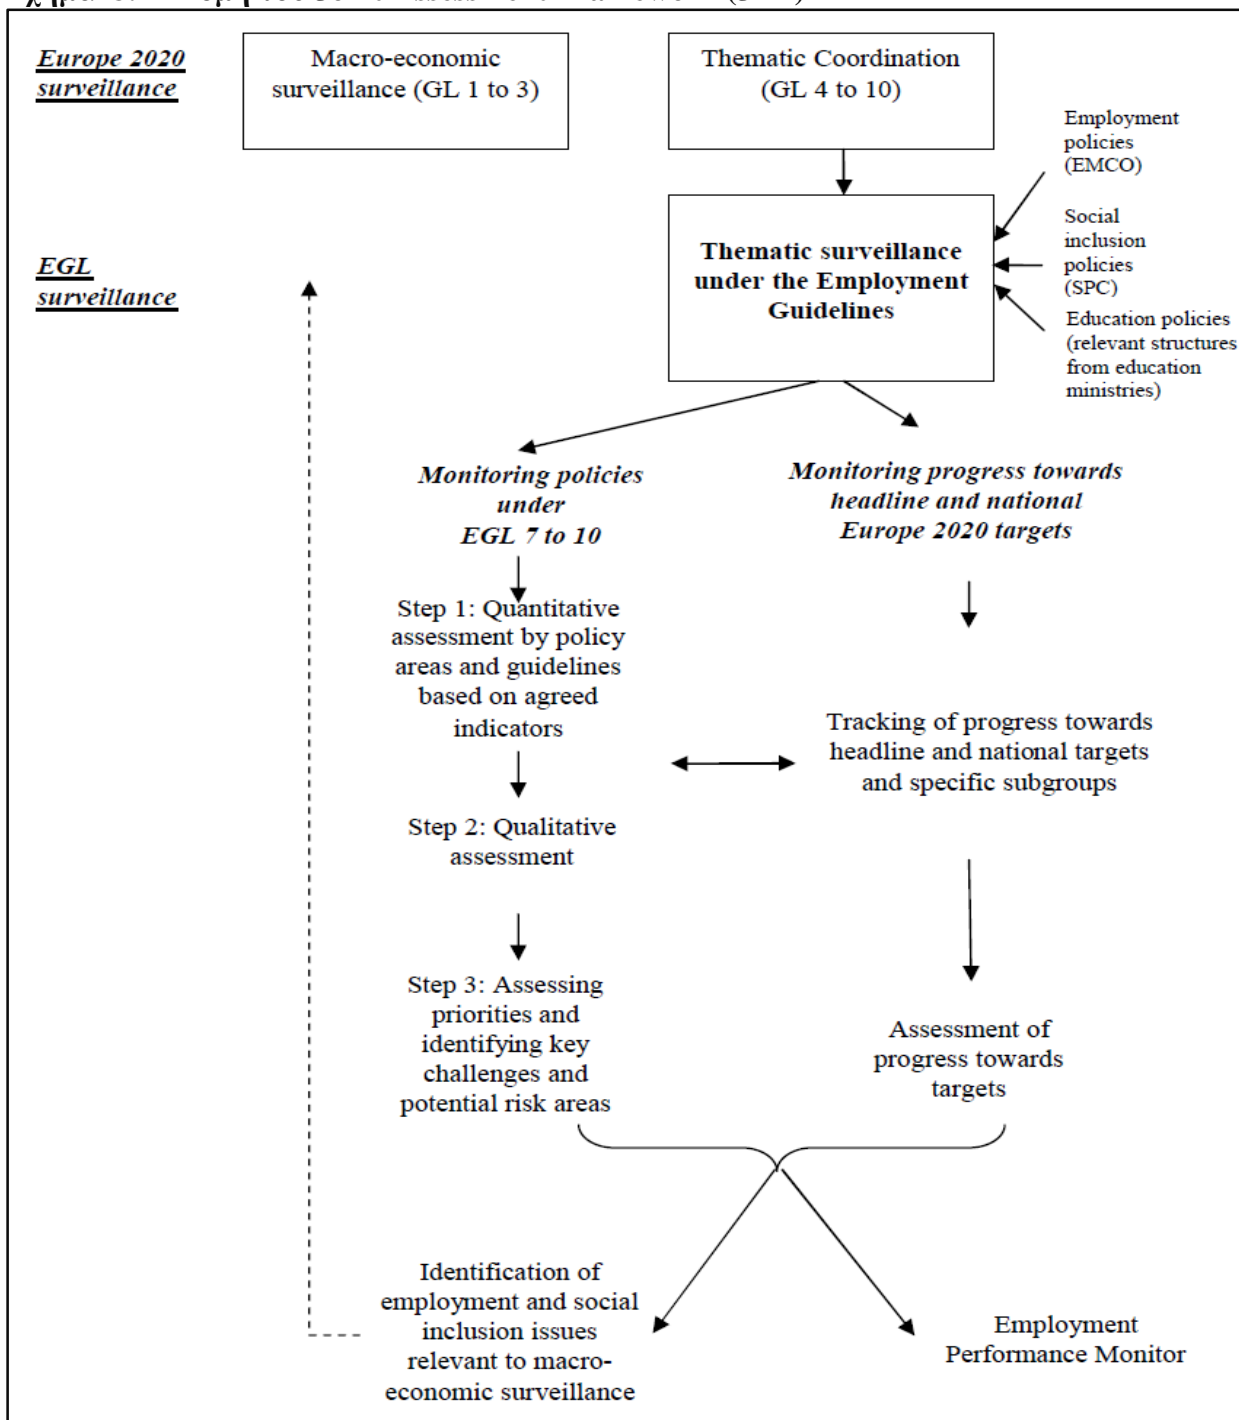 Europe 2020
surveillance
Macro-economic
surveillance (GL 1 to 3)
Thematic Coordination
(GL 4 to 10)
Employment
policies
(EMCO)
Social
inclusion
policies
(SPC)
Education policies
(relevant structures
from education
ministries)
EGL
surveillance
Thematic surveillance
under the Employment
Guidelines
Monitoring policies
under
EGL 7 to 10
Monitoring progress towards
headline and national
Europe 2020 targets
Step 1: Quantitative
assessment by policy
areas and guidelines
based on agreed
indicators
Tracking of progress towards
headline and national targets
and specific subgroups
Step 2: Qualitative
assessment
Step 3: Assessing
priorities and
identifying key
challenges and
potential risk areas
Assessment of
progress towards
targets
Identification of
employment and social
inclusion issues
relevant to macro-
economic surveillance
Employment
Performance Monitor